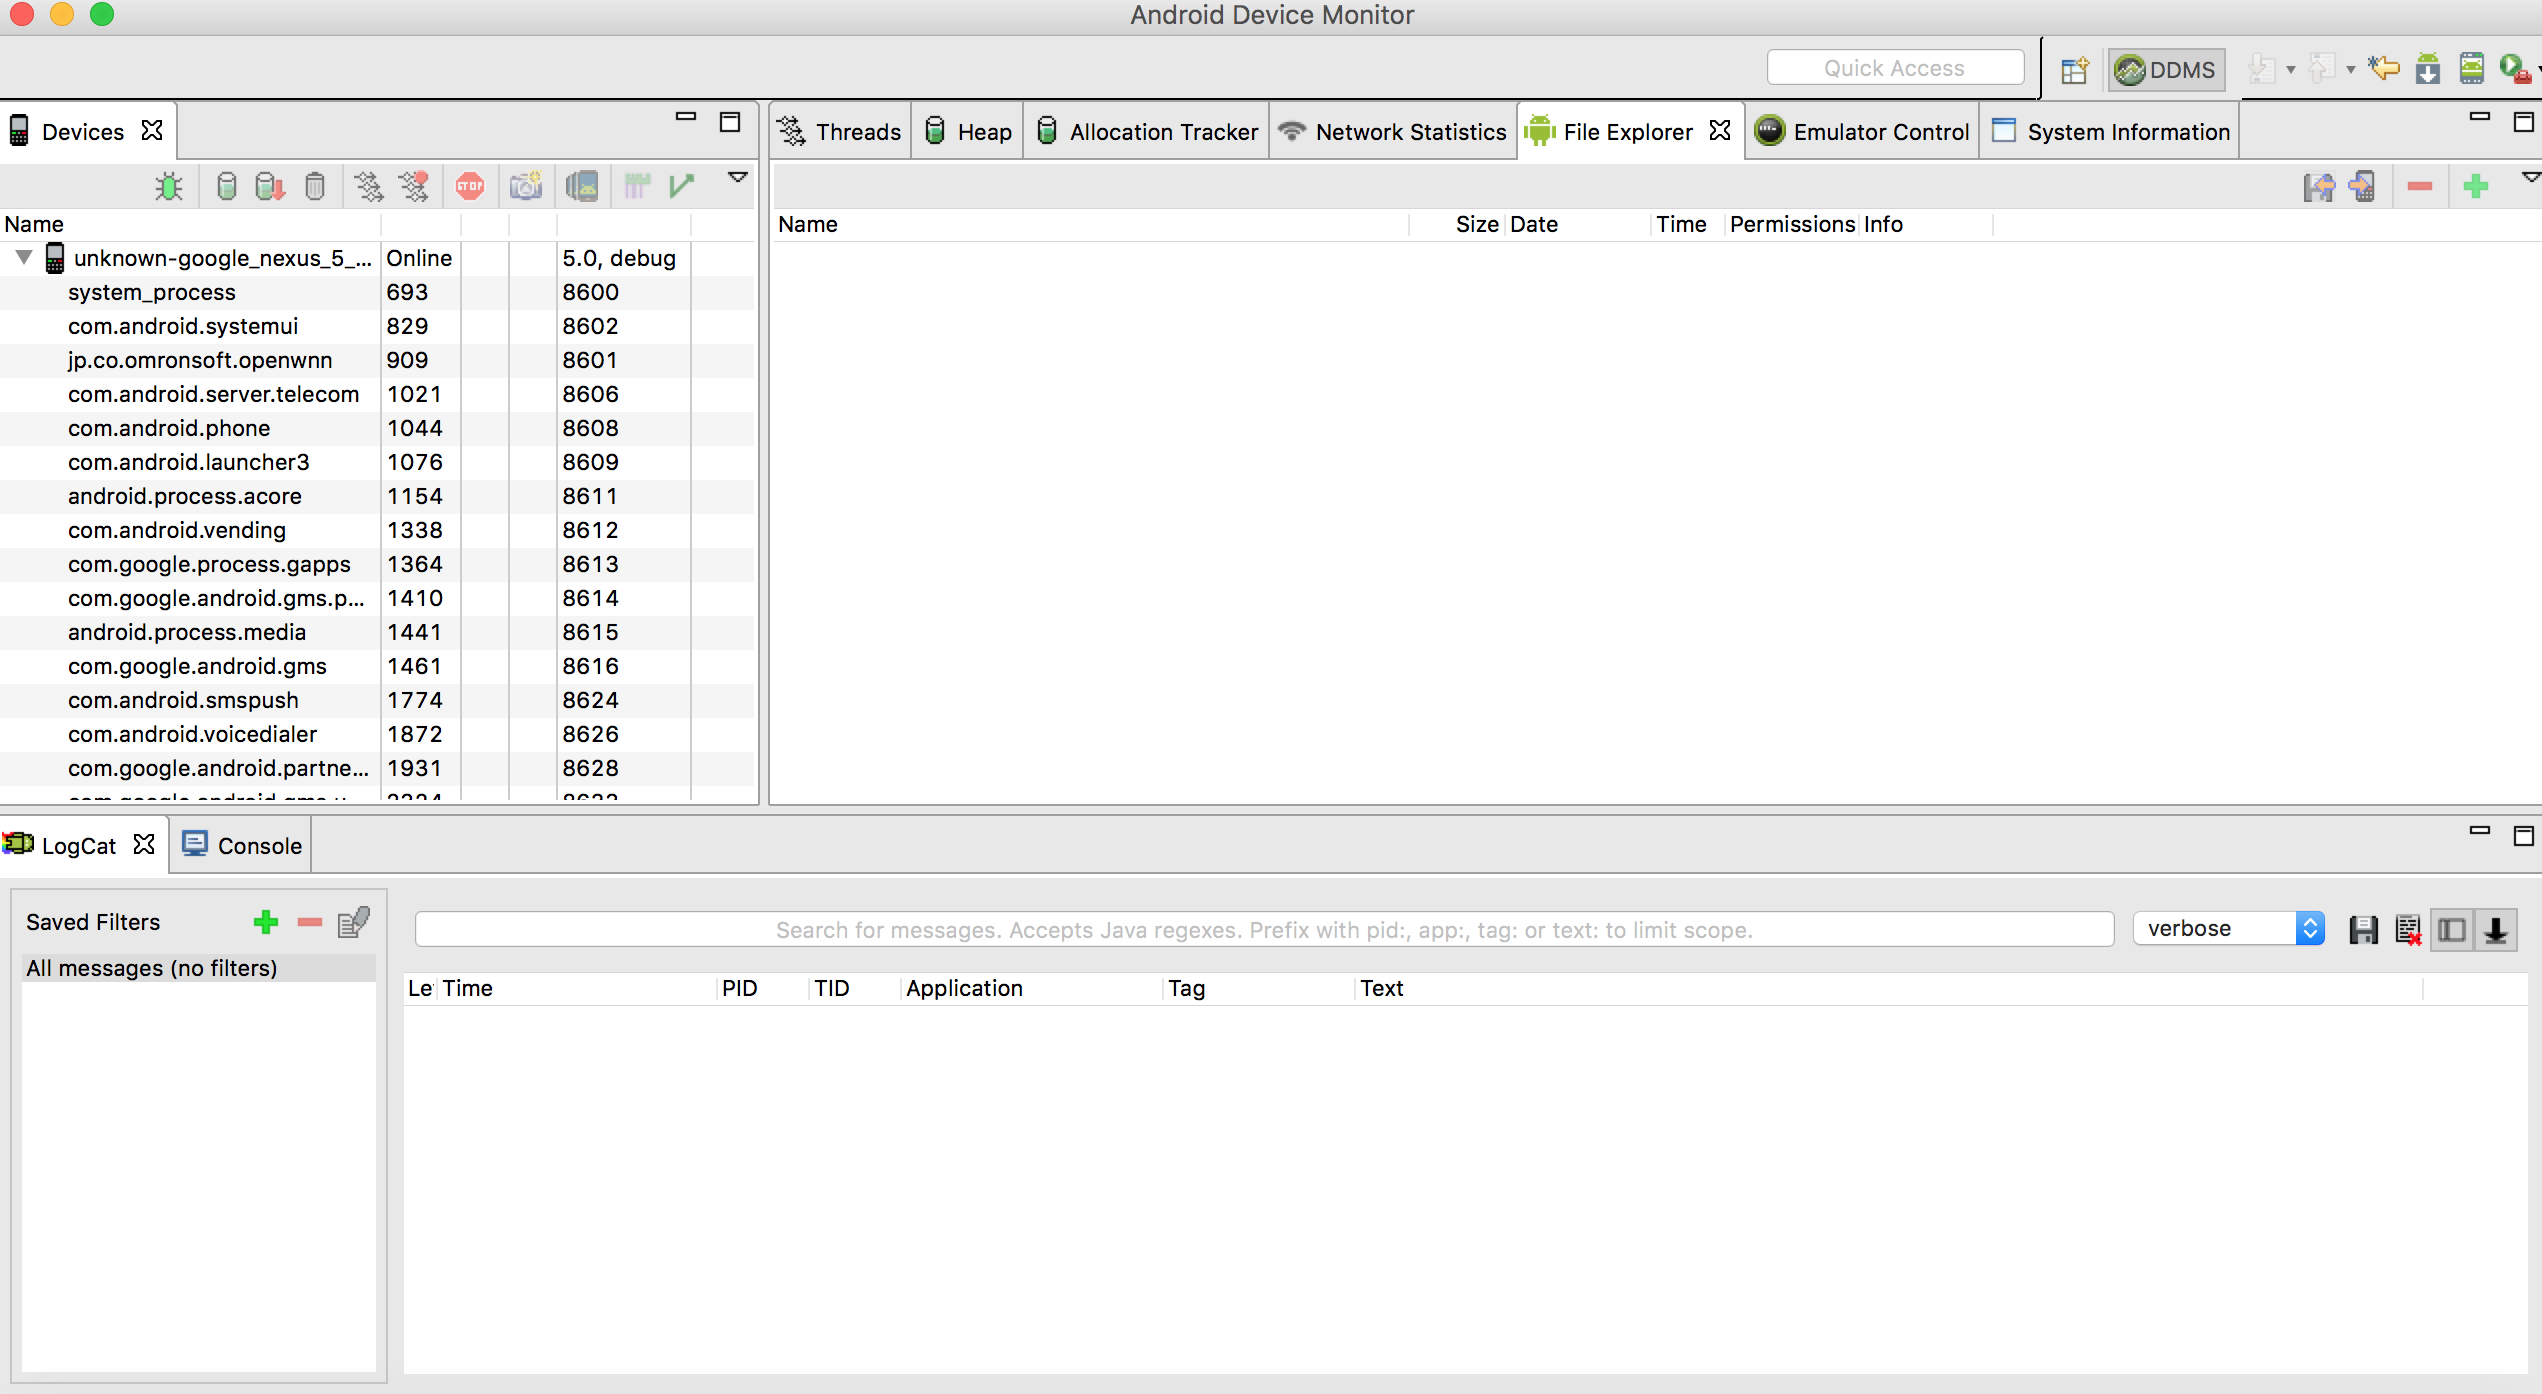 Android Device Monitor
Quick Access
DDMS
Devices
Threads
Heap
Allocation Tracker
Network Statistics
File Explorer
Emulator Control
System Information
STOP
Name
unknown-google_nexus_5_... Online 5.0, debug
system_process 693 8600
com.android.systemui 829 8602
jp.co.omronsoft.openwnn 909 8601
com.android.server.telecom 1021 8606
com.android.phone 1044 8608
com.android.launcher3 1076 8609
android.process.acore 1154 8611
com.android.vending 1338 8612
com.google.process.gapps 1364 8613
com.google.android.gms.p... 1410 8614
android.process.media 1441 8615
com.google.android.gms 1461 8616
com.android.smspush 1774 8624
com.android.voicedialer 1872 8626
com.google.android.partne... 1931 8628
Name Size Date Time Permissions Info
LogCat
Console
Saved Filters
All messages (no filters)
Search for messages. Accepts Java regexes. Prefix with pid:, app:, tag: or text: to limit scope.
verbose
Le Time PID TID Application Tag Text